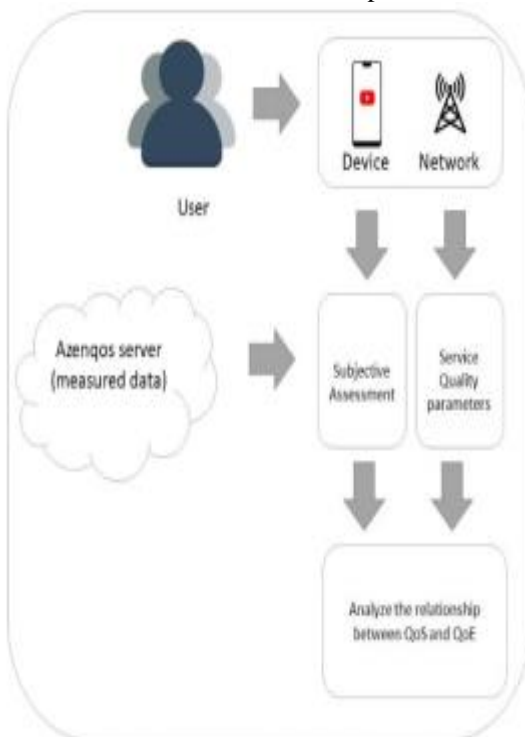 Device Network
User
Azenqos server
(measured data)
Subjective
Assessment
Service
Quality
parameters
Analyze the relationship
between QoS and QoE